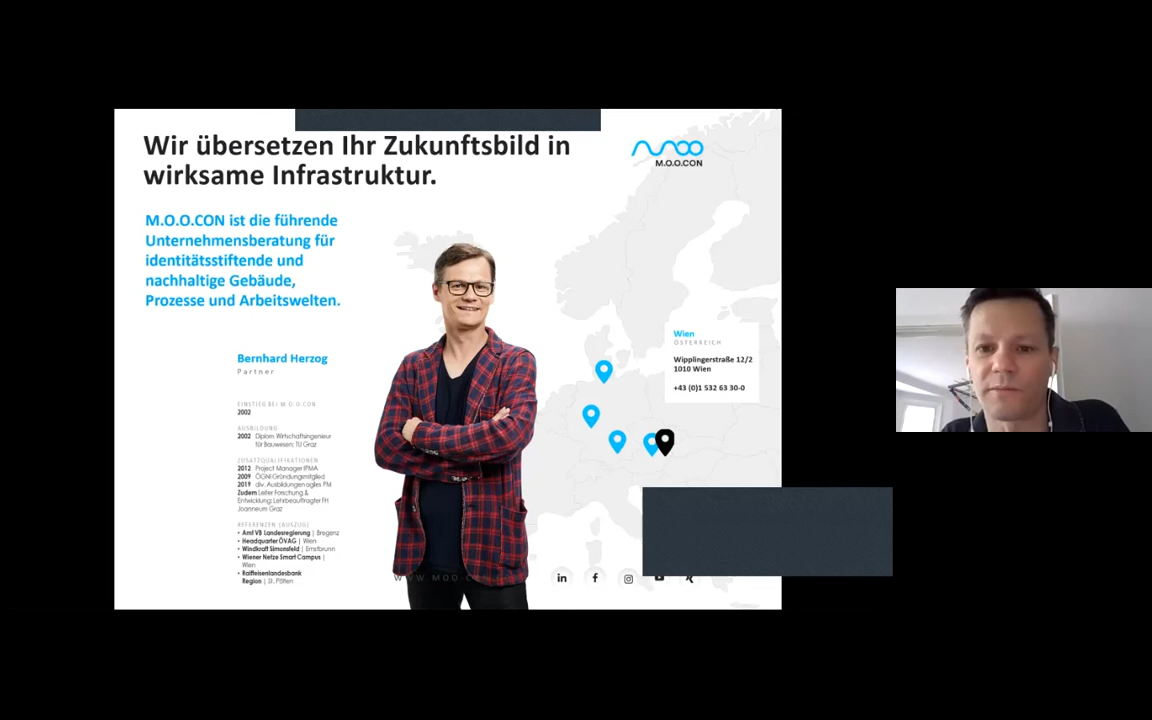 Wir übersetzen Ihr Zukunftsbild in
wirksame Infrastruktur.
M.O.O.CON
M.O.O.CON ist die führende
Unternehmensberatung für
identitätsstiftende und
nachhaltige Gebäude,
Prozesse und Arbeitswelten.
Bernhard Herzog
Partner
EINSTIEG BEI M.O.O.CON
2002
AUSBILDUNG
2002 Diplom Wirtschaftsingenieur
für Bauwesen; TU Graz
ZUSATZQUALIFIKATIONEN
2012 Project Manager IPMA
2009 ÖGNI Gründungsmitglied
2019 div. Ausbildungen agiles PM
Zudem Leiter Forschung &
Entwicklung; Lehrbeauftragter FH
Joanneum Graz
REFERENZEN (AUSZUG)
• Amt VB Landesregierung | Bregenz
• Headquarter ÖVAG | Wien
• Windkraft Simonsfeld | Ernstbrunn
• Wiener Netze Smart Campus |
Wien
• Raiffeisenlandesbank
Region | St. Pölten
Wien
ÖSTERREICH
Wipplingerstraße 12/2
1010 Wien
+43 (0)1 532 63 30-0
WWW.MOO